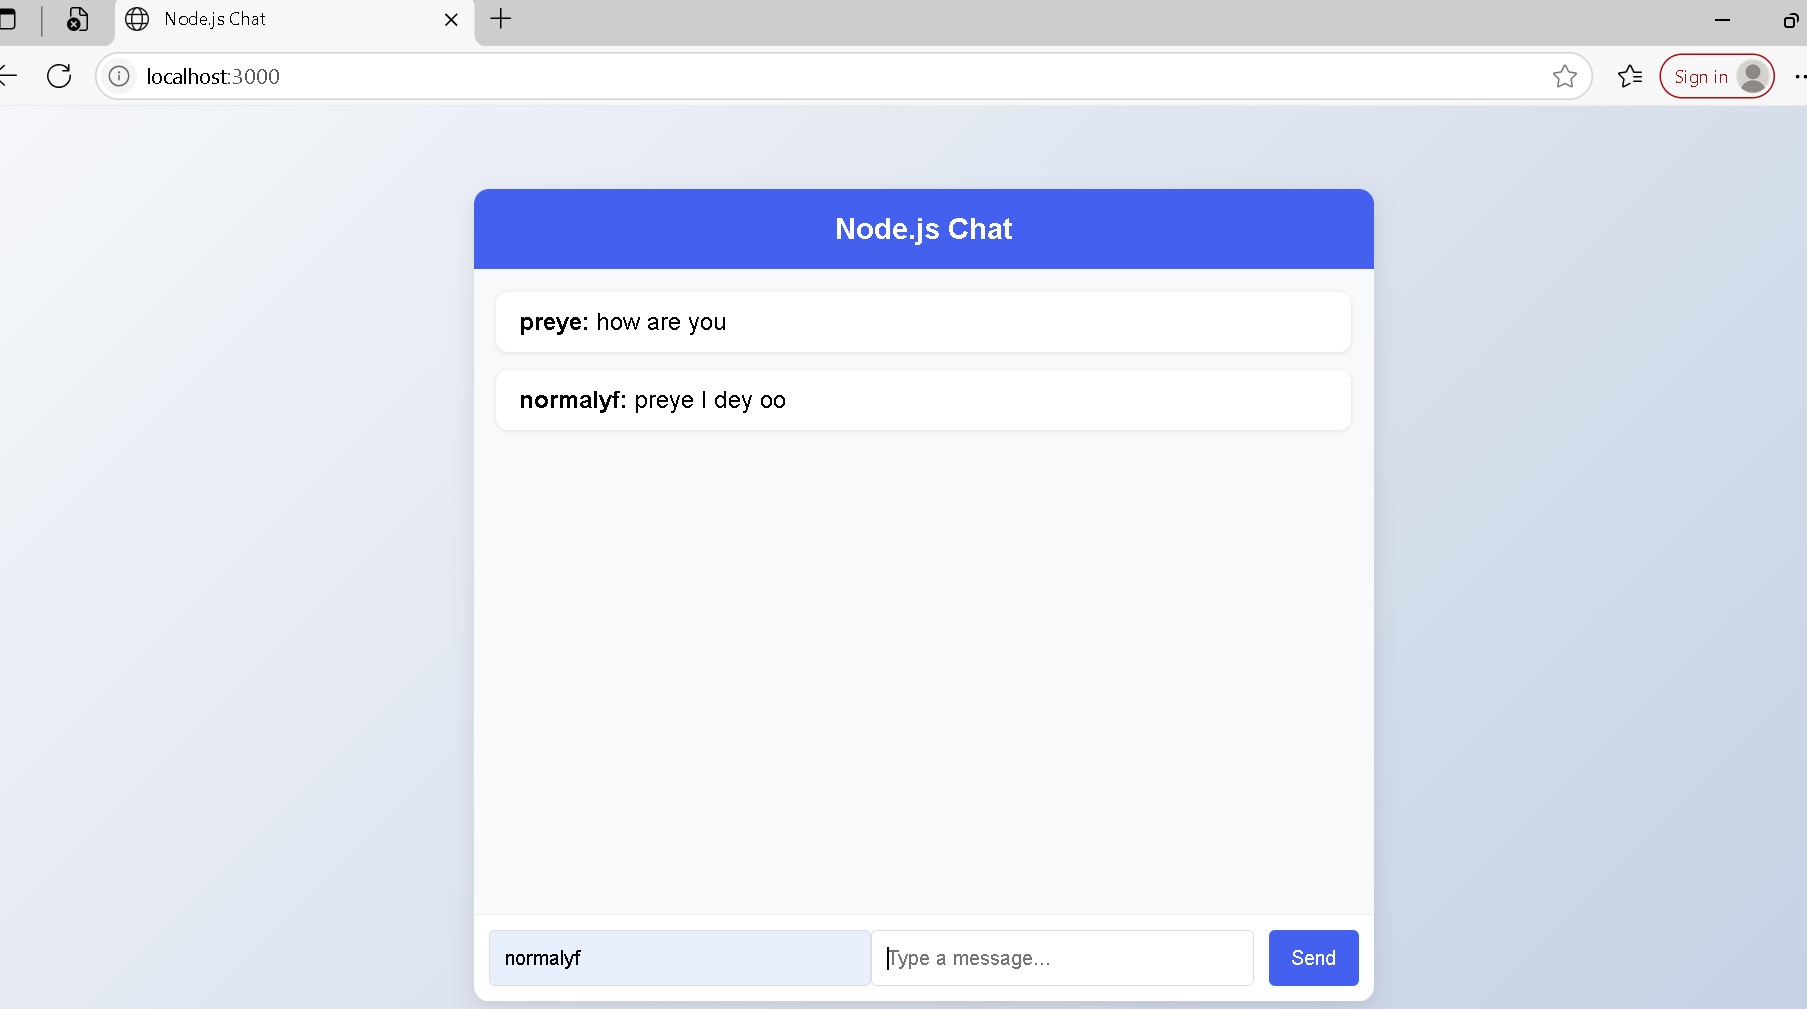 Node.js Chat
localhost:3000
Sign in
Node.js Chat
preye: how are you
normalyf: preye I dey oo
normalyf
Type a message...
Send